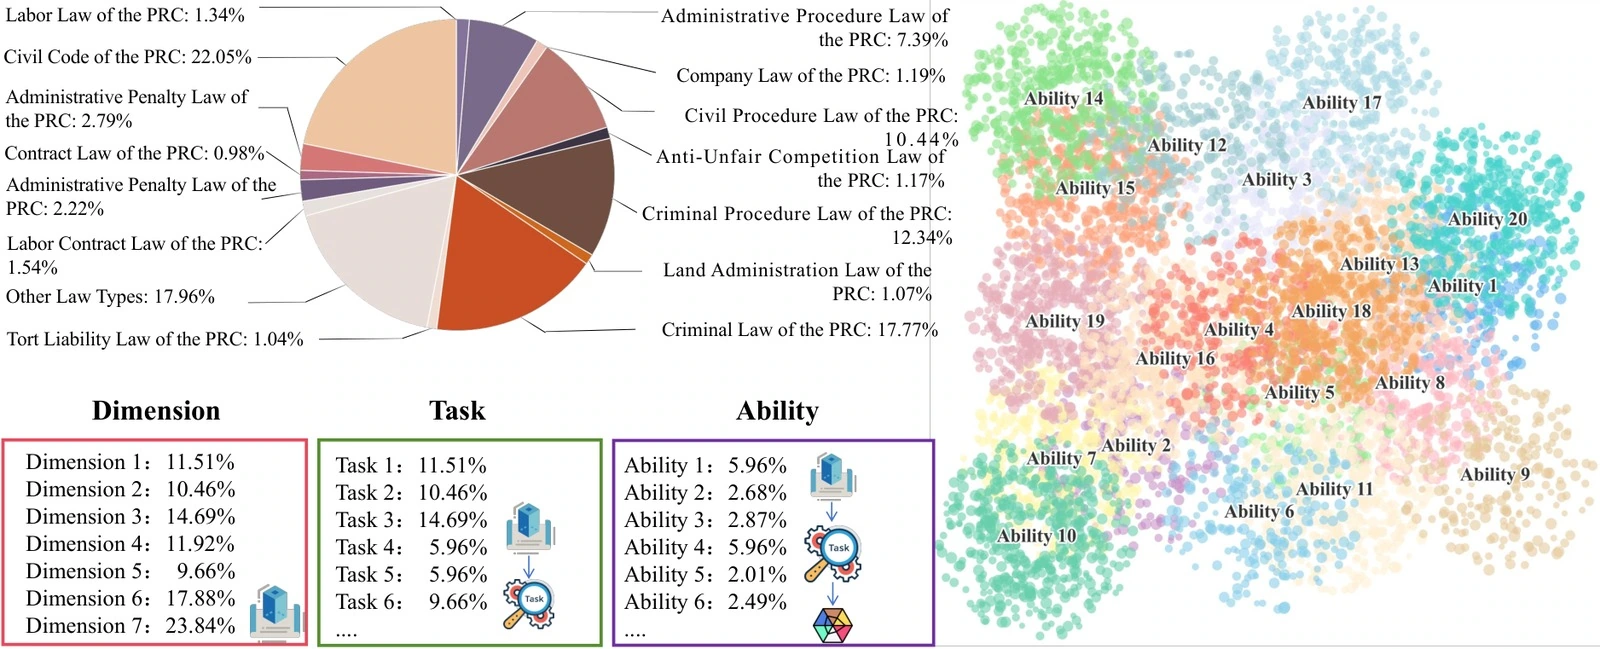 Labor Law of the PRC: 1.34%
Civil Code of the PRC: 22.05%
Administrative Penalty Law of
the PRC: 2.79%
Contract Law of the PRC: 0.98%
Administrative Penalty Law of the
PRC: 2.22%
Labor Contract Law of the PRC:
1.54%
Other Law Types: 17.96%
Tort Liability Law of the PRC: 1.04%
Administrative Procedure Law of
the PRC: 7.39%
Company Law of the PRC: 1.19%
Civil Procedure Law of the PRC:
10.44%
Anti-Unfair Competition Law of
the PRC: 1.17%
Criminal Procedure Law of the PRC:
12.34%
Land Administration Law of the
PRC: 1.07%
Criminal Law of the PRC: 17.77%
Dimension
Dimension 1: 11.51%
Dimension 2: 10.46%
Dimension 3: 14.69%
Dimension 4: 11.92%
Dimension 5: 9.66%
Dimension 6: 17.88%
Dimension 7: 23.84%
Task
Task 1: 11.51%
Task 2: 10.46%
Task 3: 14.69%
Task 4: 5.96%
Task 5: 5.96%
Task 6: 9.66%
....
Task
Ability
Ability 1: 5.96%
Ability 2: 2.68%
Ability 3: 2.87%
Ability 4: 5.96%
Ability 5: 2.01%
Ability 6: 2.49%
....
Task
Ability 14
Ability 17
Ability 12
Ability 3
Ability 15
Ability 20
Ability 13
Ability 1
Ability 18
Ability 19
Ability 4
Ability 16
Ability 8
Ability 5
Ability 2
Ability 7
Ability 9
Ability 11
Ability 6
Ability 10